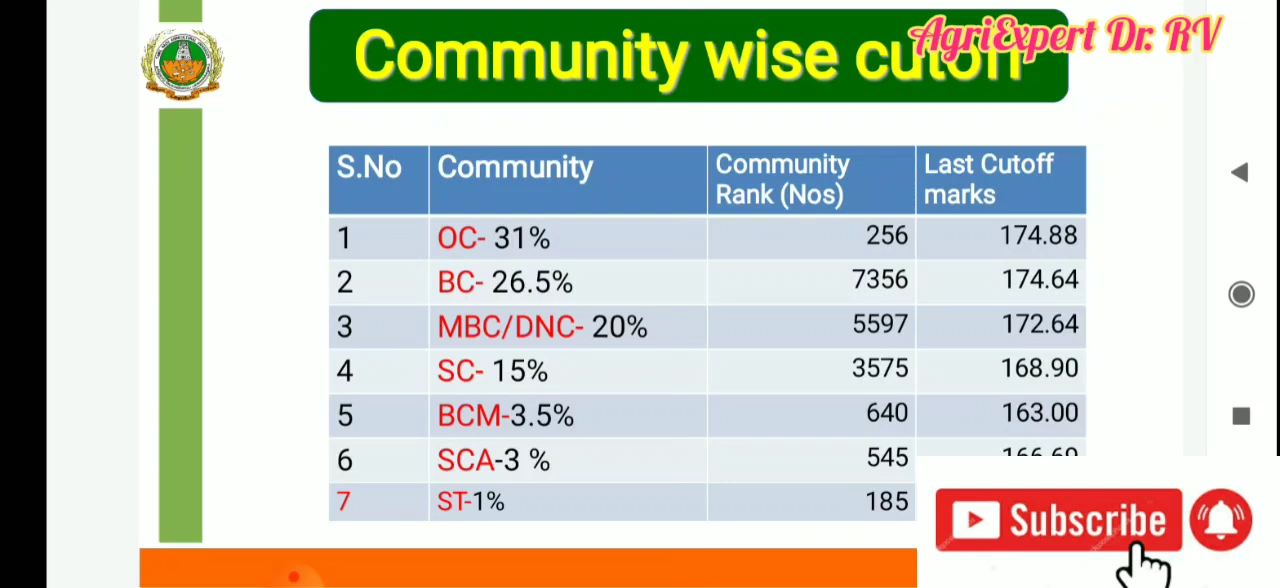 Community wise cutoff
AgriExpert Dr. RV
S.No Community Community Rank (Nos) Last Cutoff marks
1 OC- 31% 256 174.88
2 BC- 26.5% 7356 174.64
3 MBC/DNC- 20% 5597 172.64
4 SC- 15% 3575 168.90
5 BCM-3.5% 640 163.00
6 SCA-3 % 545
7 ST-1% 185
Subscribe